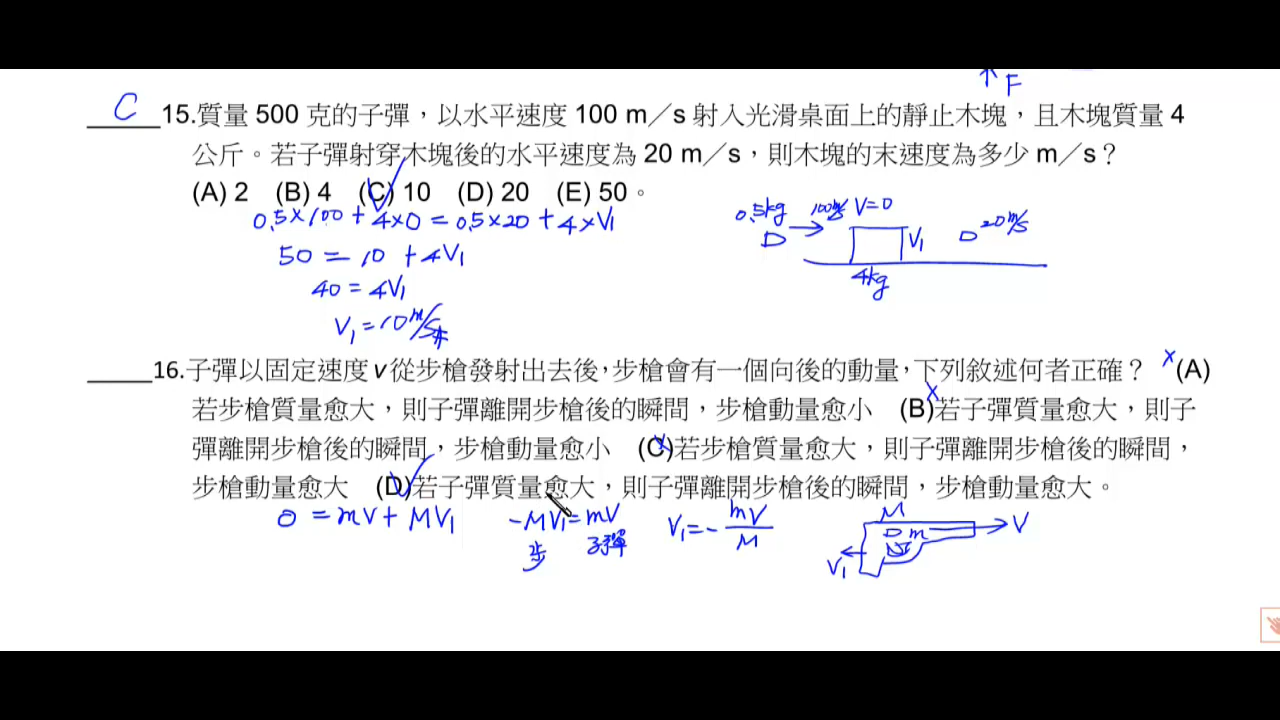 F
C 15.質量 500 克的子彈，以水平速度 100 m／s 射入光滑桌面上的靜止木塊，且木塊質量 4
公斤。若子彈射穿木塊後的水平速度為 20 m／s，則木塊的末速度為多少 m／s？
(A) 2 (B) 4 (C) 10 (D) 20 (E) 50。
0.5×100 + 4×0 = 0.5×20 + 4×V1
0.5kg 100m/s V=0
V1 20m/s
4kg
50 = 10 + 4V1
40 = 4V1
V1 = 10 m/s
16.子彈以固定速度 v 從步槍發射出去後，步槍會有一個向後的動量，下列敘述何者正確？ × (A)
若步槍質量愈大，則子彈離開步槍後的瞬間，步槍動量愈小 (B)若子彈質量愈大，則子
彈離開步槍後的瞬間，步槍動量愈小 (C)若步槍質量愈大，則子彈離開步槍後的瞬間，
步槍動量愈大 (D)若子彈質量愈大，則子彈離開步槍後的瞬間，步槍動量愈大。
0 = mV + MV1
-MV1 = mV
步 子彈
V1 = - mV/M
M
m V
V1